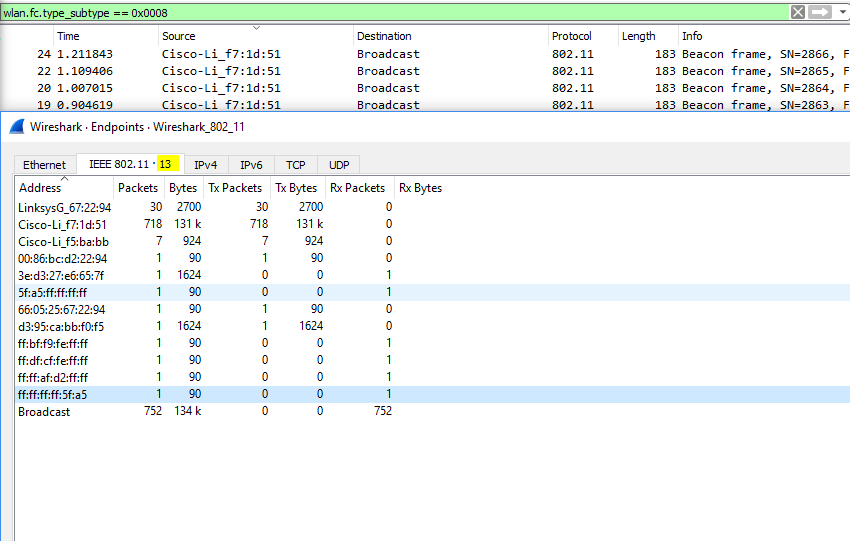 wlan.fc.type_subtype == 0x0008
Time Source Destination Protocol Length Info
24 1.211843 Cisco-Li_f7:1d:51 Broadcast 802.11 183 Beacon frame, SN=2866, F
22 1.109406 Cisco-Li_f7:1d:51 Broadcast 802.11 183 Beacon frame, SN=2865, F
20 1.007015 Cisco-Li_f7:1d:51 Broadcast 802.11 183 Beacon frame, SN=2864, F
19 0.904619 Cisco-Li_f7:1d:51 Broadcast 802.11 183 Beacon frame, SN=2863, F
Wireshark · Endpoints · Wireshark_802_11
Ethernet IEEE 802.11 · 13 IPv4 IPv6 TCP UDP
Address Packets Bytes Tx Packets Tx Bytes Rx Packets Rx Bytes
LinksysG_67:22:94 30 2700 30 2700 0
Cisco-Li_f7:1d:51 718 131 k 718 131 k 0
Cisco-Li_f5:ba:bb 7 924 7 924 0
00:86:bc:d2:22:94 1 90 1 90 0
3e:d3:27:e6:65:7f 1 1624 0 0 1
5f:a5:ff:ff:ff:ff 1 90 0 0 1
66:05:25:67:22:94 1 90 1 90 0
d3:95:ca:bb:f0:f5 1 1624 1 1624 0
ff:bf:f9:fe:ff:ff 1 90 0 0 1
ff:df:cf:fe:ff:ff 1 90 0 0 1
ff:ff:af:d2:ff:ff 1 90 0 0 1
ff:ff:ff:ff:5f:a5 1 90 0 0 1
Broadcast 752 134 k 0 0 752